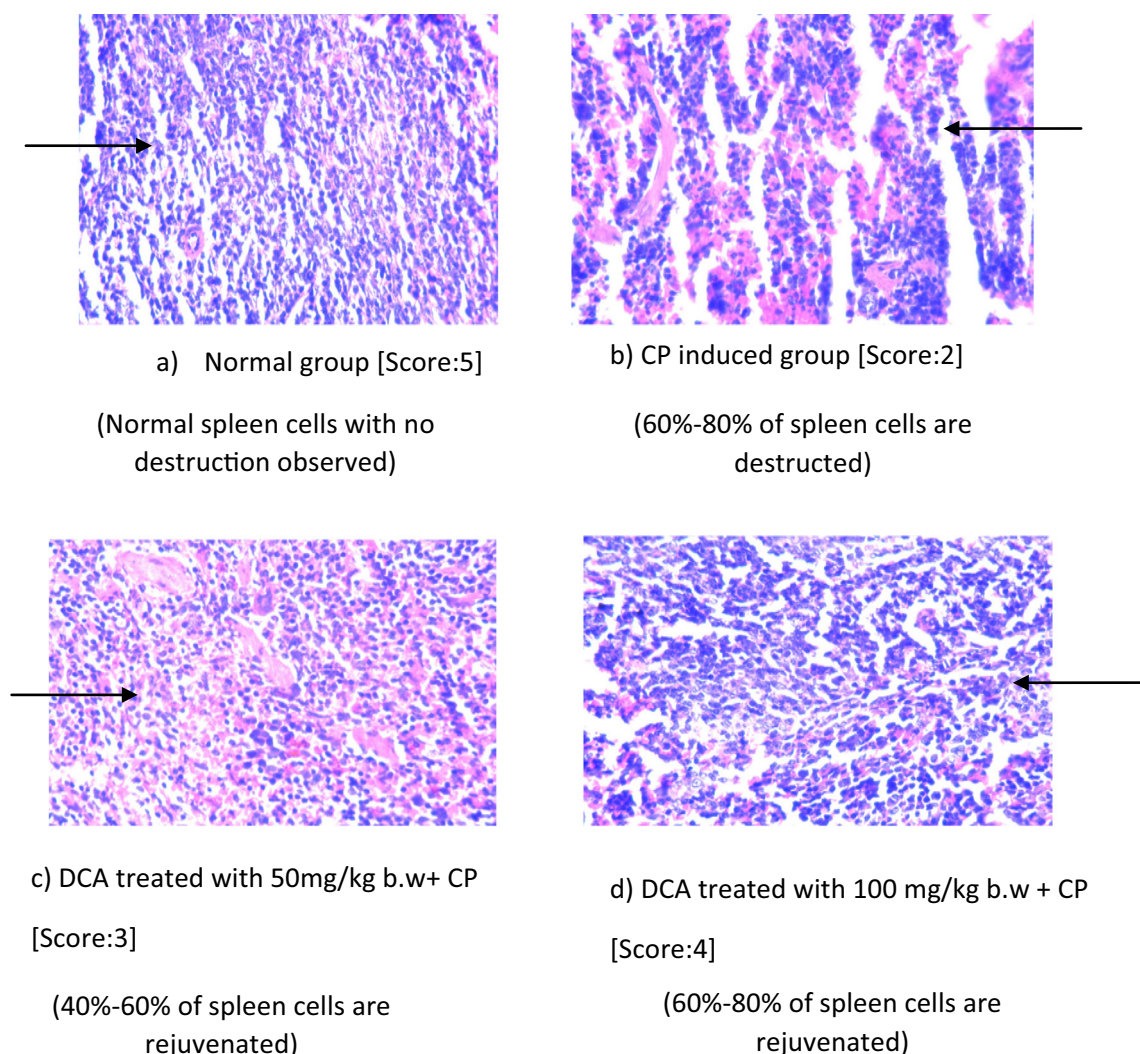 a) Normal group [Score:5]
(Normal spleen cells with no
destruction observed)
b) CP induced group [Score:2]
(60%-80% of spleen cells are
destructed)
c) DCA treated with 50mg/kg b.w+ CP
[Score:3]
(40%-60% of spleen cells are
rejuvenated)
d) DCA treated with 100 mg/kg b.w + CP
[Score:4]
(60%-80% of spleen cells are
rejuvenated)